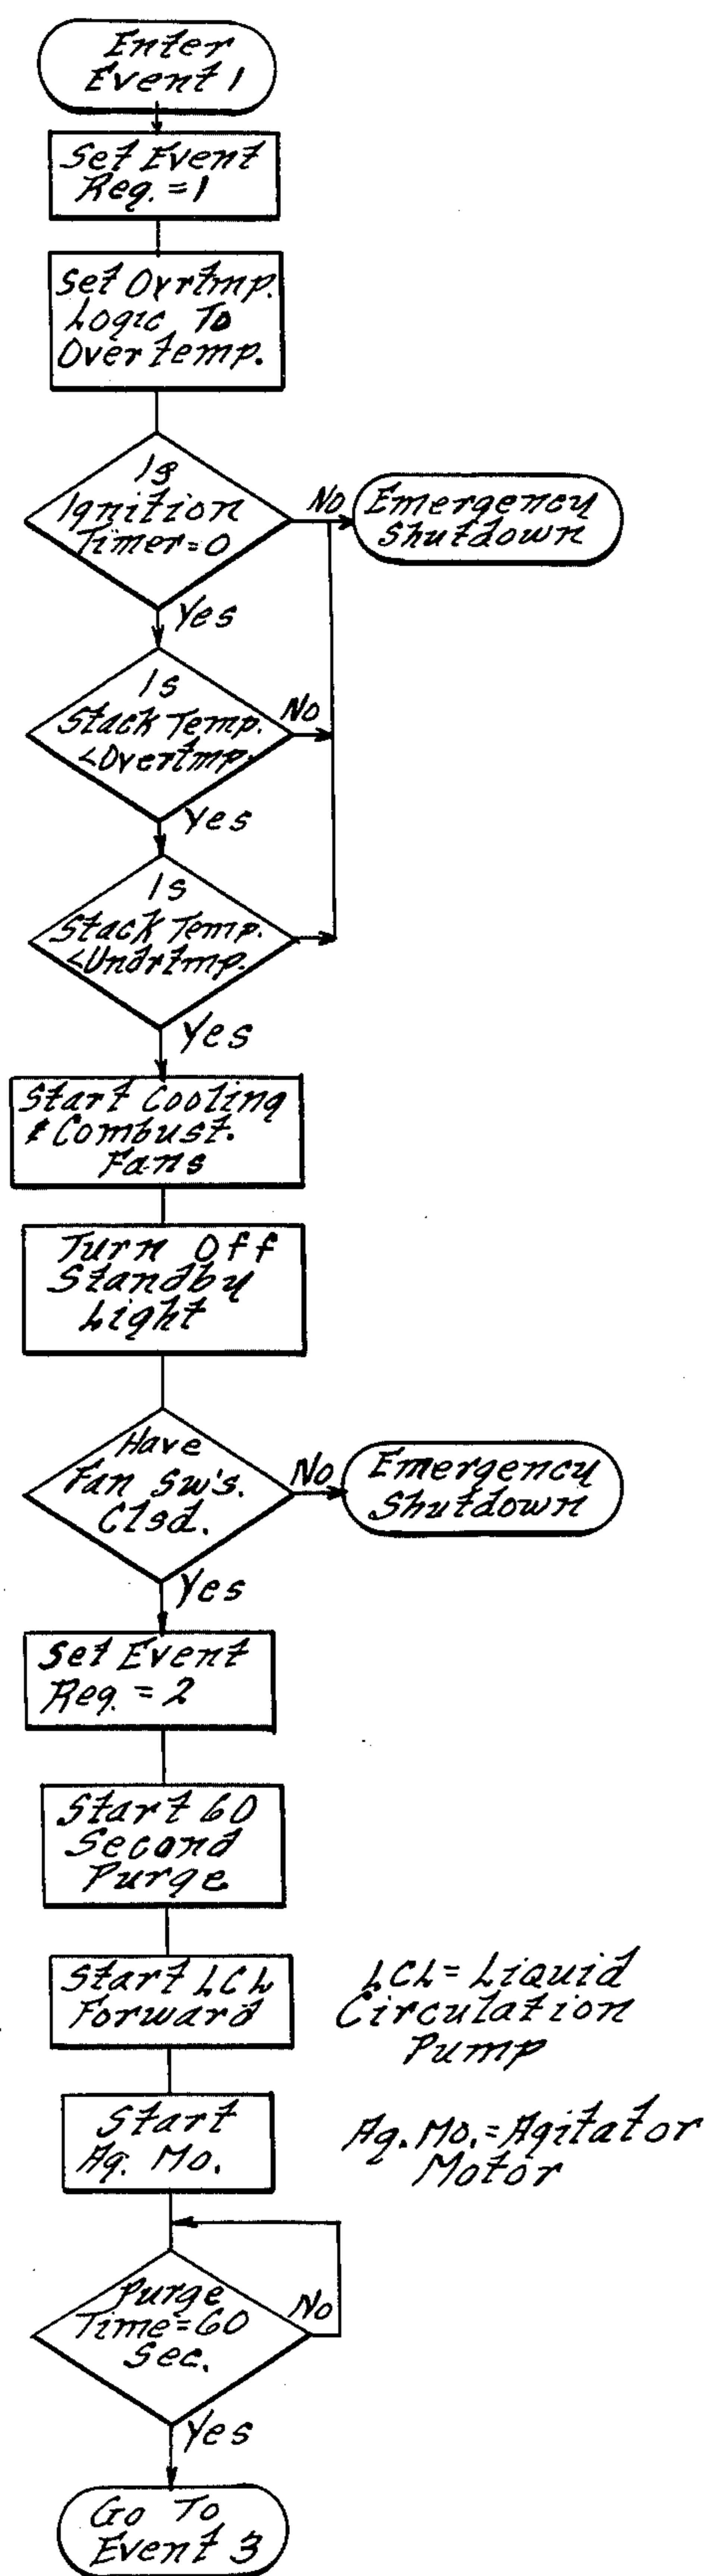 Enter
Event 1
Set Event
Reg. = 1
Set Ovrtmp.
Logic To
Overtemp.
Is
Ignition
Timer = 0
No
Emergency
Shutdown
Yes
Is
Stack Temp.
<Overtmp.
No
Yes
Is
Stack Temp.
<Undrtmp.
Yes
Start Cooling
& Combust.
Fans
Turn Off
Standby
Light
Have
Fan Sw's.
Clsd.
No
Emergency
Shutdown
Yes
Set Event
Reg. = 2
Start 60
Second
Purge
Start LCL
Forward
LCL = Liquid
Circulation
Pump
Start
Ag. Mo.
Ag. Mo. = Agitator
Motor
Purge
Time = 60
Sec.
No
Yes
Go To
Event 3